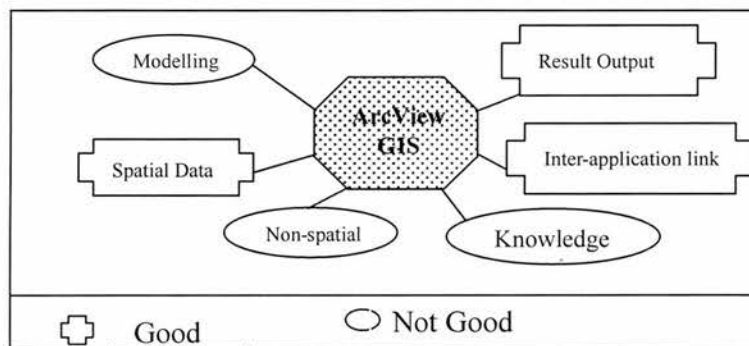 Modelling
Result Output
ArcView
GIS
Spatial Data
Inter-application link
Non-spatial
Knowledge
Good
Not Good